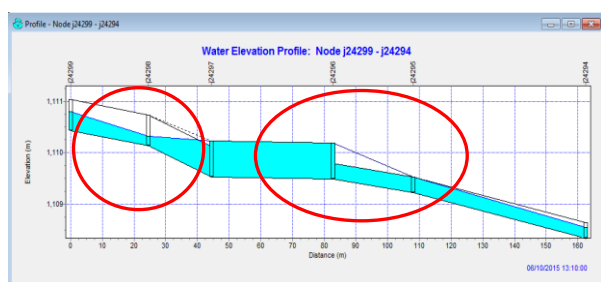 Profile - Node j24299 - j24294
Water Elevation Profile: Node j24299 - j24294
j24299
j24298
j24297
j24296
j24295
j24294
1,111
1,110
1,109
Elevation (m)
0 10 20 30 40 50 60 70 80 90 100 110 120 130 140 150 160
Distance (m)
06/10/2015 13:10:00